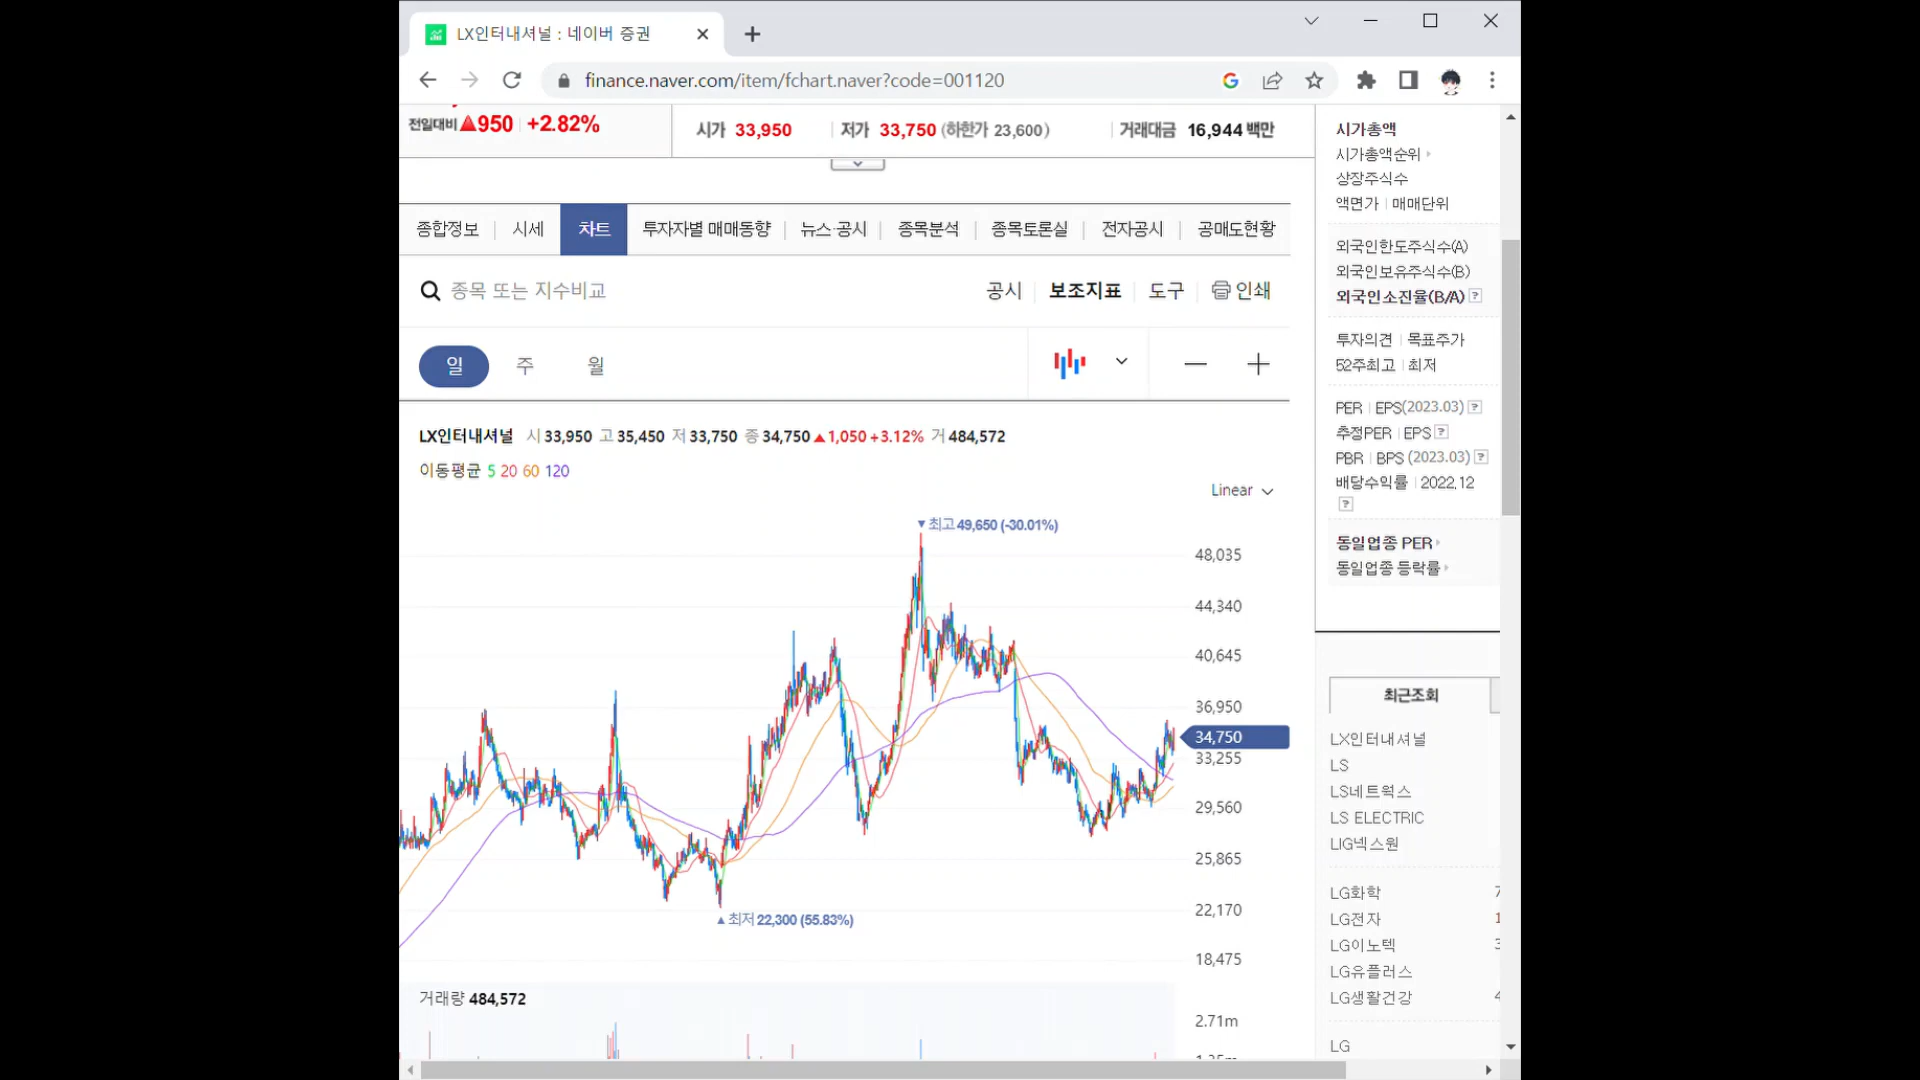 LX인터내셔널 : 네이버 증권
finance.naver.com/item/fchart.naver?code=001120
전일대비 ▲950 +2.82%
시가 33,950 저가 33,750 (하한가 23,600) 거래대금 16,944 백만
종합정보 시세 차트 투자자별 매매동향 뉴스·공시 종목분석 종목토론실 전자공시 공매도현황
종목 또는 지수비교
공시 보조지표 도구 인쇄
일 주 월
LX인터내셔널 시 33,950 고 35,450 저 33,750 종 34,750 ▲1,050 +3.12% 거 484,572
이동평균 5 20 60 120
Linear
▼최고 49,650 (-30.01%)
48,035
44,340
40,645
36,950
34,750
33,255
29,560
25,865
22,170
18,475
▲최저 22,300 (55.83%)
거래량 484,572
2.71m
시가총액
시가총액순위
상장주식수
액면가 | 매매단위
외국인한도주식수(A)
외국인보유주식수(B)
외국인소진율(B/A) ?
투자의견 | 목표주가
52주최고 | 최저
PER | EPS(2023.03) ?
추정PER | EPS ?
PBR | BPS (2023.03) ?
배당수익률 | 2022.12
?
동일업종 PER
동일업종 등락률
최근조회
LX인터내셔널
LS
LS네트웍스
LS ELECTRIC
LIG넥스원
LG화학 7
LG전자 1
LG이노텍 3
LG유플러스
LG생활건강 4
LG